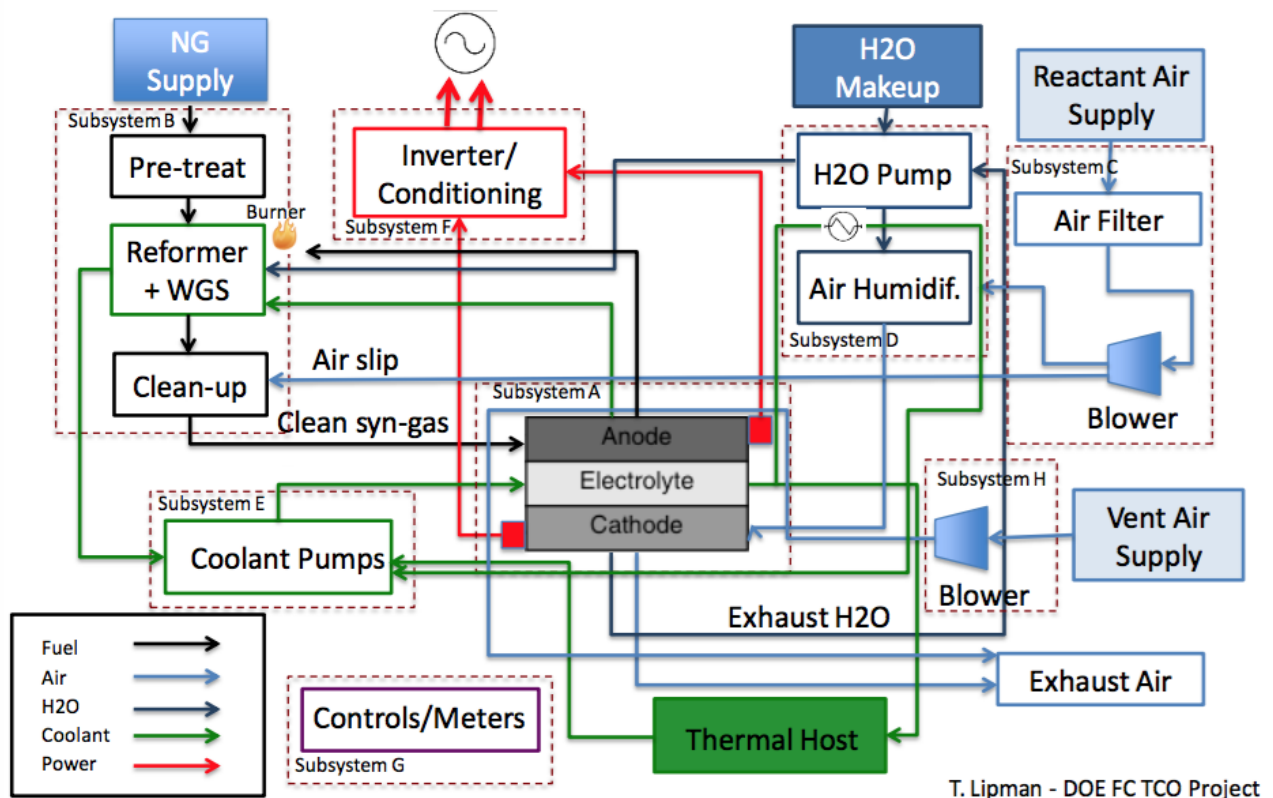 NG
Supply
H2O
Makeup
Reactant Air
Supply
Subsystem B
Pre-treat
Inverter/
Conditioning
Subsystem F
H2O Pump
Subsystem C
Air Filter
Burner
Reformer
+ WGS
Air Humidif.
Subsystem D
Clean-up
Air slip
Blower
Subsystem A
Clean syn-gas
Anode
Electrolyte
Cathode
Subsystem E
Coolant Pumps
Subsystem H
Blower
Vent Air
Supply
Exhaust H2O
Exhaust Air
Fuel
Air
H2O
Coolant
Power
Controls/Meters
Subsystem G
Thermal Host
T. Lipman - DOE FC TCO Project